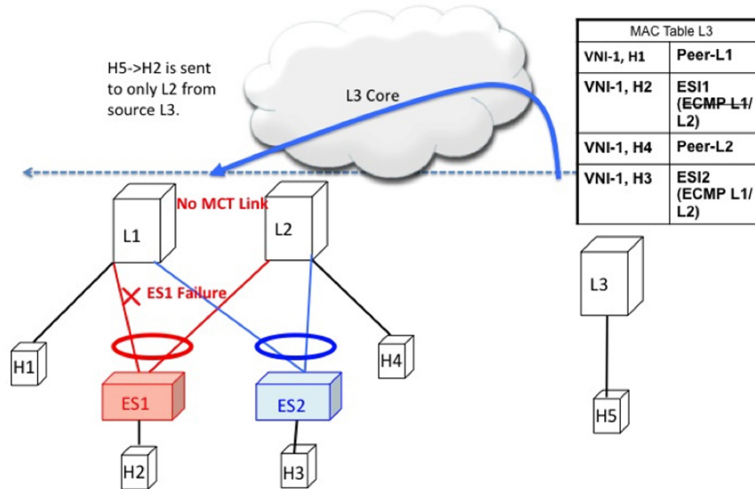 MAC Table L3
VNI-1, H1 Peer-L1
VNI-1, H2 ESI1
(ECMP L1/
L2)
VNI-1, H4 Peer-L2
VNI-1, H3 ESI2
(ECMP L1/
L2)
H5->H2 is sent
to only L2 from
source L3.
L3 Core
No MCT Link
L1
L2
L3
ES1 Failure
H1
H4
ES1
ES2
H5
H2
H3